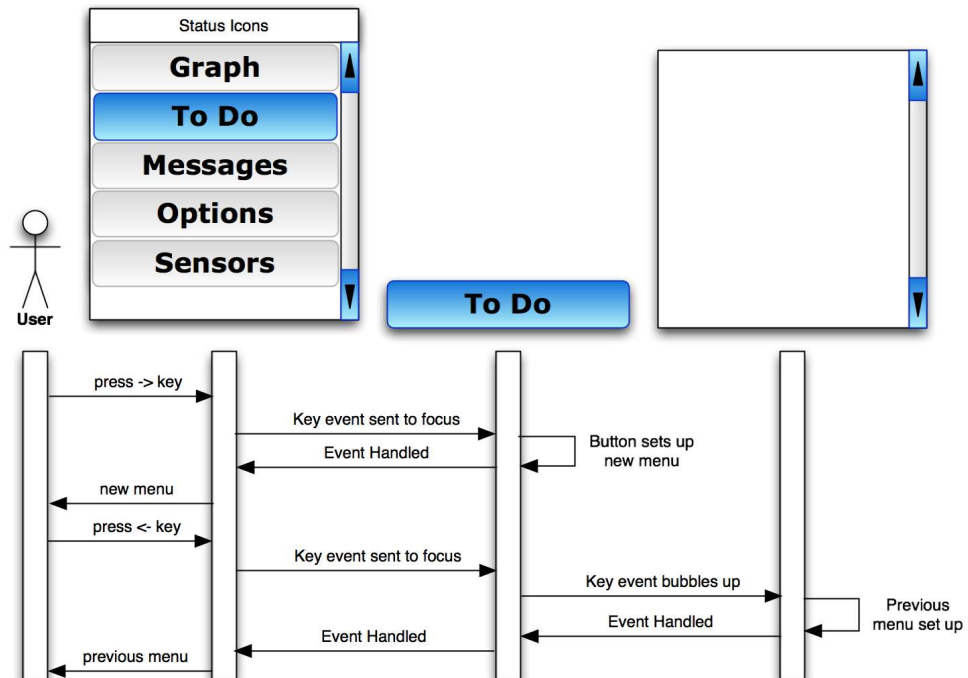 Status Icons
Graph
To Do
Messages
Options
Sensors
User
To Do
press -> key
Key event sent to focus
Button sets up
new menu
Event Handled
new menu
press <- key
Key event sent to focus
Key event bubbles up
Previous
menu set up
Event Handled
Event Handled
previous menu